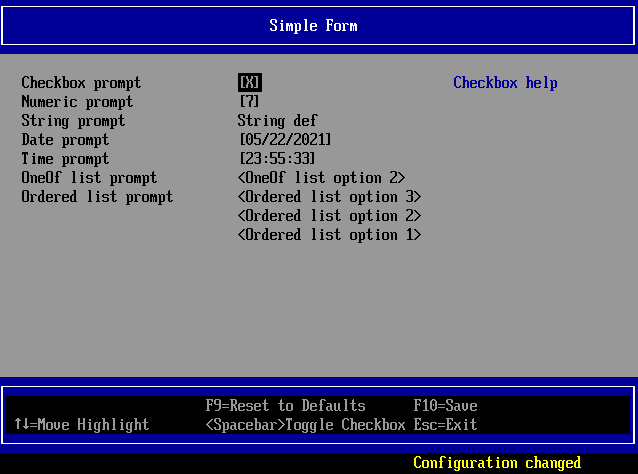 Simple Form
Checkbox prompt [X] Checkbox help
Numeric prompt [7]
String prompt String def
Date prompt [05/22/2021]
Time prompt [23:55:33]
OneOf list prompt <OneOf list option 2>
Ordered list prompt <Ordered list option 3>
<Ordered list option 2>
<Ordered list option 1>
F9=Reset to Defaults F10=Save
↑↓=Move Highlight <Spacebar>Toggle Checkbox Esc=Exit
Configuration changed